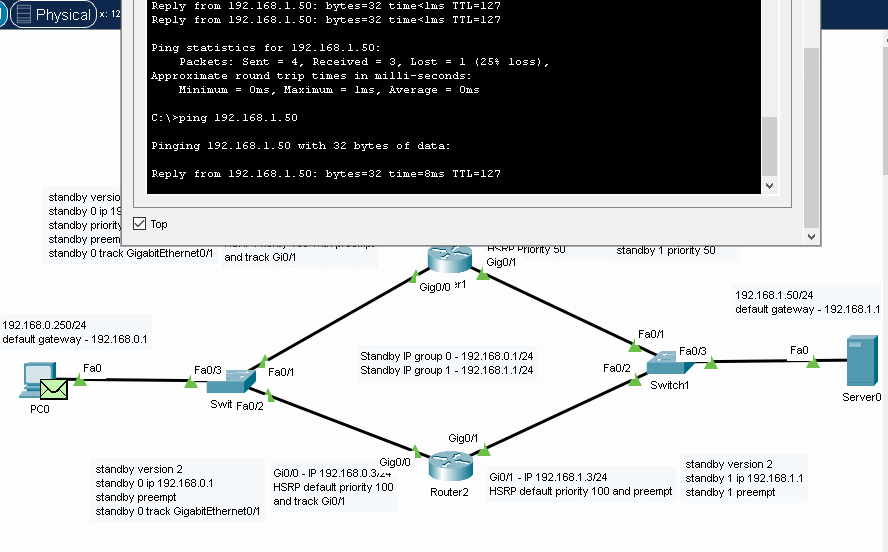 Physical x: 12
Reply from 192.168.1.50: bytes=32 time<1ms TTL=127
Reply from 192.168.1.50: bytes=32 time<1ms TTL=127
Ping statistics for 192.168.1.50:
Packets: Sent = 4, Received = 3, Lost = 1 (25% loss),
Approximate round trip times in milli-seconds:
Minimum = 0ms, Maximum = 1ms, Average = 0ms
C:\>ping 192.168.1.50
Pinging 192.168.1.50 with 32 bytes of data:
Reply from 192.168.1.50: bytes=32 time=8ms TTL=127
Top
standby versio
standby 0 ip 19
standby priority
standby preem
standby 0 track GigabitEthernet0/1
and track Gi0/1
HSRP Priority 50
standby 1 priority 50
Gig0/1
Gig0/0
er1
192.168.1.50/24
default gateway - 192.168.1.1
192.168.0.250/24
default gateway - 192.168.0.1
Standby IP group 0 - 192.168.0.1/24
Standby IP group 1 - 192.168.1.1/24
Fa0
Fa0/3
Fa0/1
Swit
Fa0/2
PC0
Fa0/1
Fa0/3
Fa0/2
Switch1
Fa0
Server0
Gig0/1
Gig0/0
Router2
standby version 2
standby 0 ip 192.168.0.1
standby preempt
standby 0 track GigabitEthernet0/1
Gi0/0 - IP 192.168.0.3/24
HSRP default priority 100
and track Gi0/1
Gi0/1 - IP 192.168.1.3/24
HSRP default priority 100 and preempt
standby version 2
standby 1 ip 192.168.1.1
standby 1 preempt